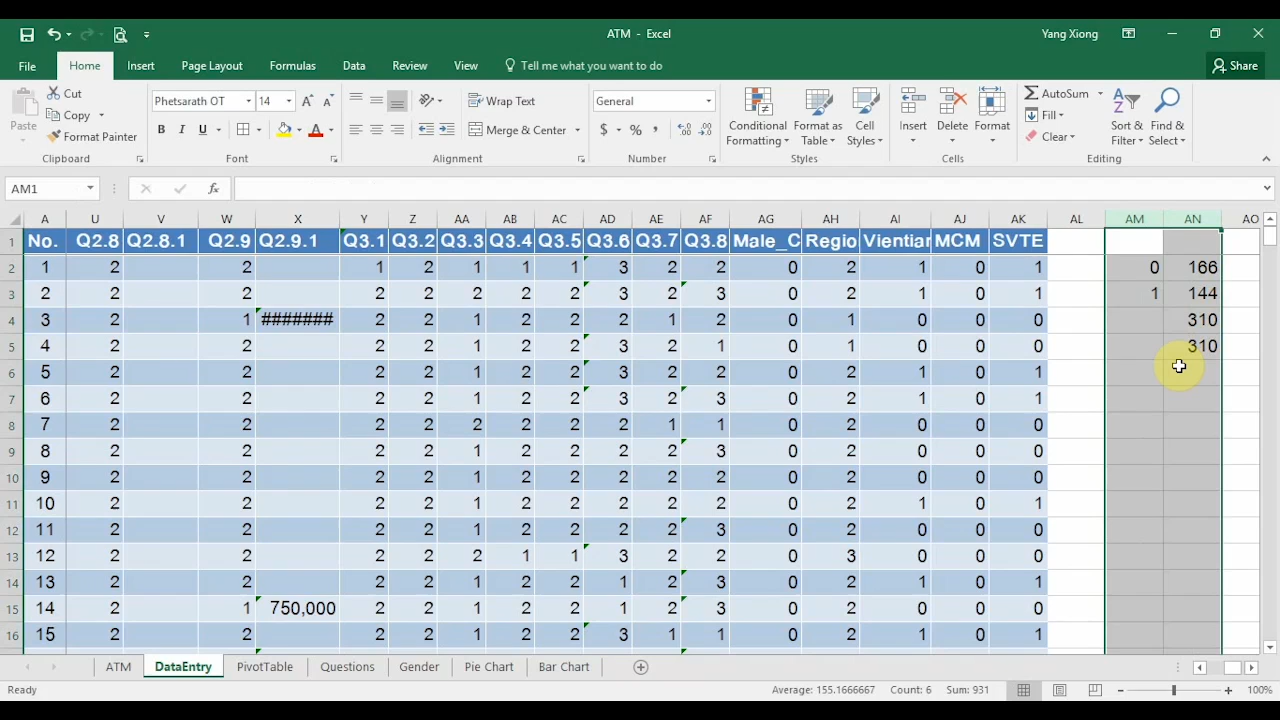 ATM - Excel
Yang Xiong
File Home Insert Page Layout Formulas Data Review View Tell me what you want to do Share
Paste Cut Copy Format Painter Clipboard
Phetsarath OT 14 B I U A Font
Wrap Text Merge & Center Alignment
General $ % , Number
Conditional Formatting Format as Table Cell Styles Styles
Insert Delete Format Cells
AutoSum Fill Clear Sort & Filter Find & Select Editing
AM1 fx
A U V W X Y Z AA AB AC AD AE AF AG AH AI AJ AK AL AM AN AO
1 No. Q2.8 Q2.8.1 Q2.9 Q2.9.1 Q3.1 Q3.2 Q3.3 Q3.4 Q3.5 Q3.6 Q3.7 Q3.8 Male_C Regio Vientiar MCM SVTE
2 1 2 2 1 2 1 1 1 3 2 2 0 2 1 0 1 0 166
3 2 2 2 2 2 2 2 2 3 2 3 0 2 1 0 1 1 144
4 3 2 1 ####### 2 2 1 2 2 2 1 2 0 1 0 0 0 310
5 4 2 2 2 2 1 2 2 3 2 1 0 1 0 0 0 310
6 5 2 2 2 2 1 2 2 3 2 2 0 2 1 0 1
7 6 2 2 2 2 1 2 2 3 2 3 0 2 1 0 1
8 7 2 2 2 2 2 2 2 2 1 1 0 2 0 0 0
9 8 2 2 2 2 1 2 2 2 2 3 0 2 0 0 0
10 9 2 2 2 2 1 2 2 2 2 2 0 2 0 0 0
11 10 2 2 2 2 1 2 2 2 2 2 0 2 1 0 1
12 11 2 2 2 2 1 2 2 2 2 3 0 2 0 0 0
13 12 2 2 2 2 2 1 1 3 2 2 0 3 0 0 0
14 13 2 2 2 2 1 2 2 1 2 3 0 2 1 0 1
15 14 2 1 750,000 2 2 1 2 2 1 2 3 0 2 0 0 0
16 15 2 2 2 2 1 2 2 3 1 1 0 2 1 0 1
ATM DataEntry PivotTable Questions Gender Pie Chart Bar Chart
Ready Average: 155.1666667 Count: 6 Sum: 931 100%